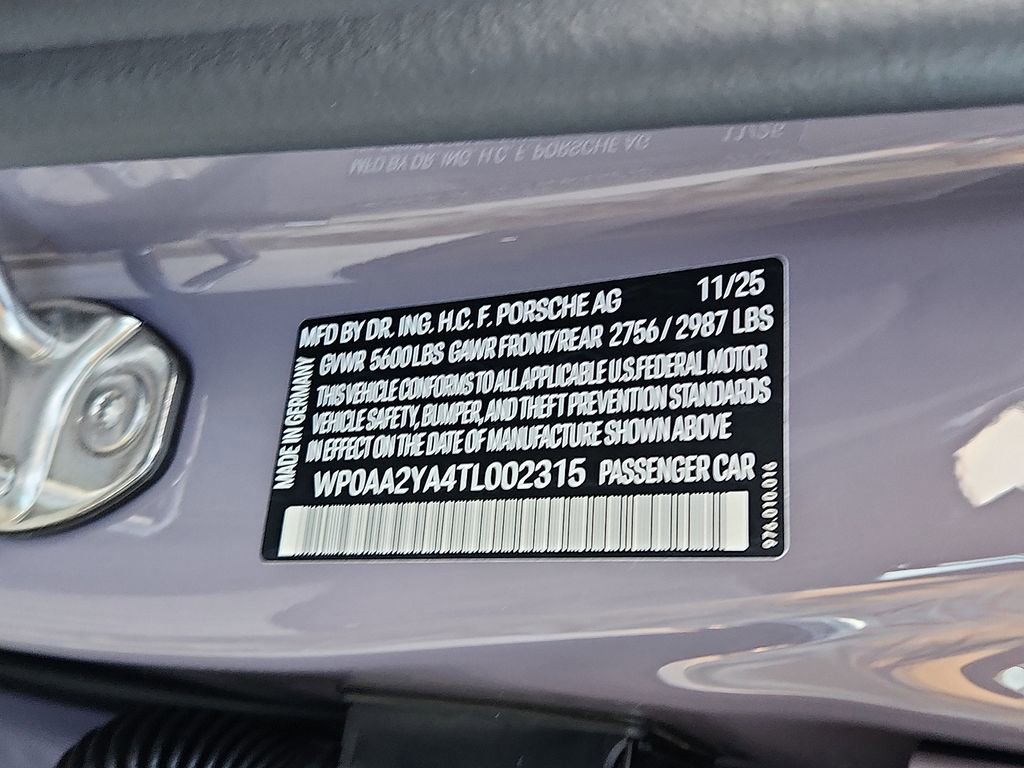 MFD BY DR. ING. H.C. F. PORSCHE AG 11/25
GVWR 5600 LBS GAWR FRONT/REAR 2756 / 2987 LBS
THIS VEHICLE CONFORMS TO ALL APPLICABLE U.S. FEDERAL MOTOR
VEHICLE SAFETY, BUMPER, AND THEFT PREVENTION STANDARDS
IN EFFECT ON THE DATE OF MANUFACTURE SHOWN ABOVE
WP0AA2YA4TL002315 PASSENGER CAR
MADE IN GERMANY
976.010.016